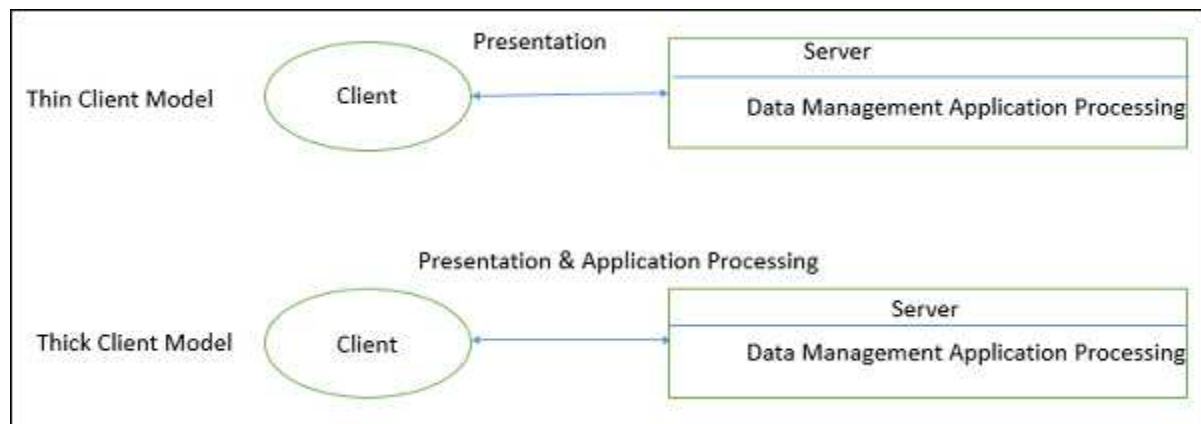 Presentation
Server
Thin Client Model
Client
Data Management Application Processing
Presentation & Application Processing
Server
Thick Client Model
Client
Data Management Application Processing